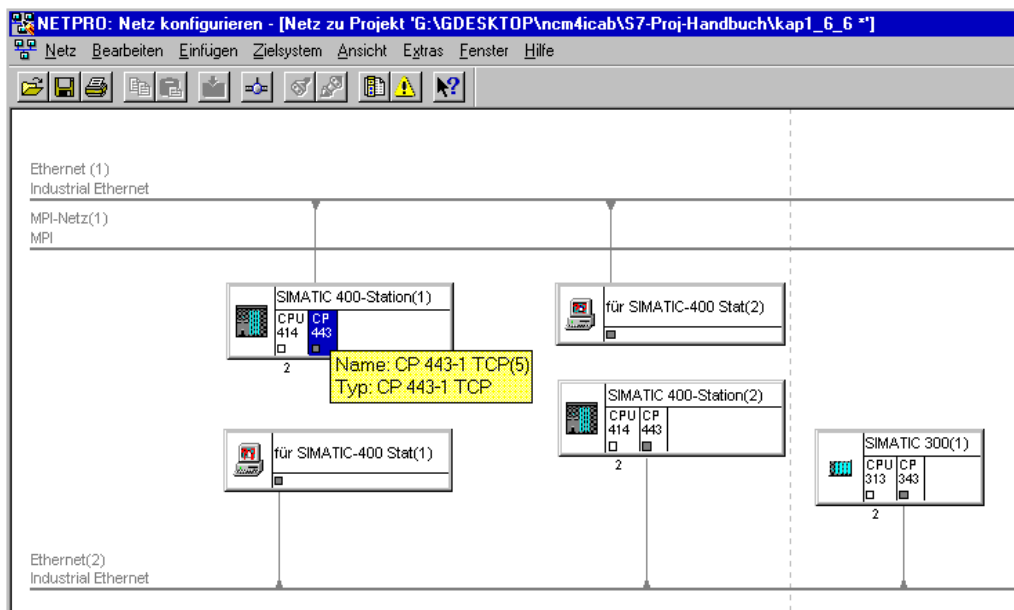 NETPRO: Netz konfigurieren - [Netz zu Projekt 'G:\GDESKTOP\ncm4icab\S7-Proj-Handbuch\kap1_6_6 *']
Netz Bearbeiten Einfügen Zielsystem Ansicht Extras Fenster Hilfe
Ethernet (1)
Industrial Ethernet
MPI-Netz(1)
MPI
SIMATIC 400-Station(1)
CPU CP
414 443
2
Name: CP 443-1 TCP(5)
Typ: CP 443-1 TCP
für SIMATIC-400 Stat(2)
SIMATIC 400-Station(2)
CPU CP
414 443
2
für SIMATIC-400 Stat(1)
SIMATIC 300(1)
CPU CP
313 343
2
Ethernet(2)
Industrial Ethernet